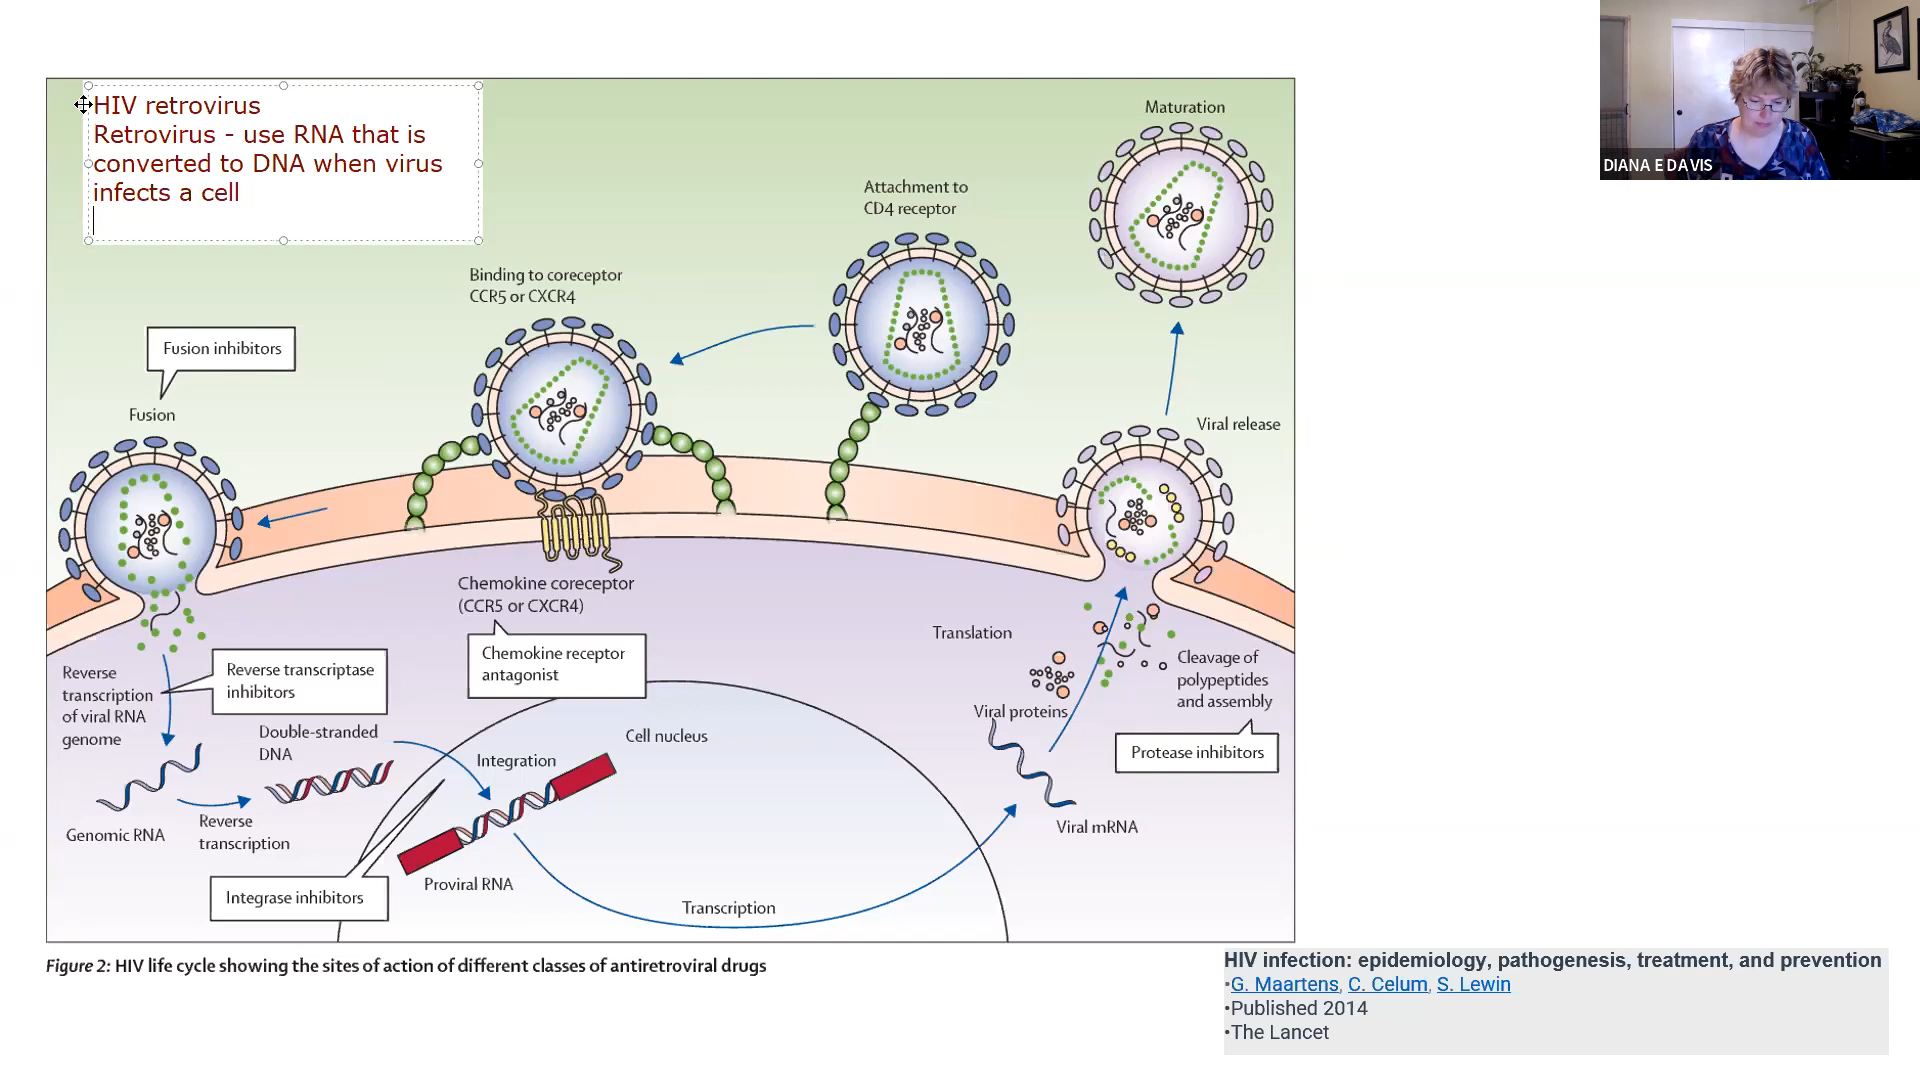 HIV retrovirus
Retrovirus - use RNA that is
converted to DNA when virus
infects a cell
DIANA E DAVIS
Maturation
Attachment to
CD4 receptor
Binding to coreceptor
CCR5 or CXCR4
Fusion inhibitors
Fusion
Viral release
Chemokine coreceptor
(CCR5 or CXCR4)
Chemokine receptor
antagonist
Translation
Cleavage of
polypeptides
and assembly
Viral proteins
Protease inhibitors
Reverse
transcription
of viral RNA
genome
Reverse transcriptase
inhibitors
Double-stranded
DNA
Cell nucleus
Integration
Genomic RNA
Reverse
transcription
Viral mRNA
Integrase inhibitors
Proviral RNA
Transcription
Figure 2: HIV life cycle showing the sites of action of different classes of antiretroviral drugs
HIV infection: epidemiology, pathogenesis, treatment, and prevention
•G. Maartens, C. Celum, S. Lewin
•Published 2014
•The Lancet